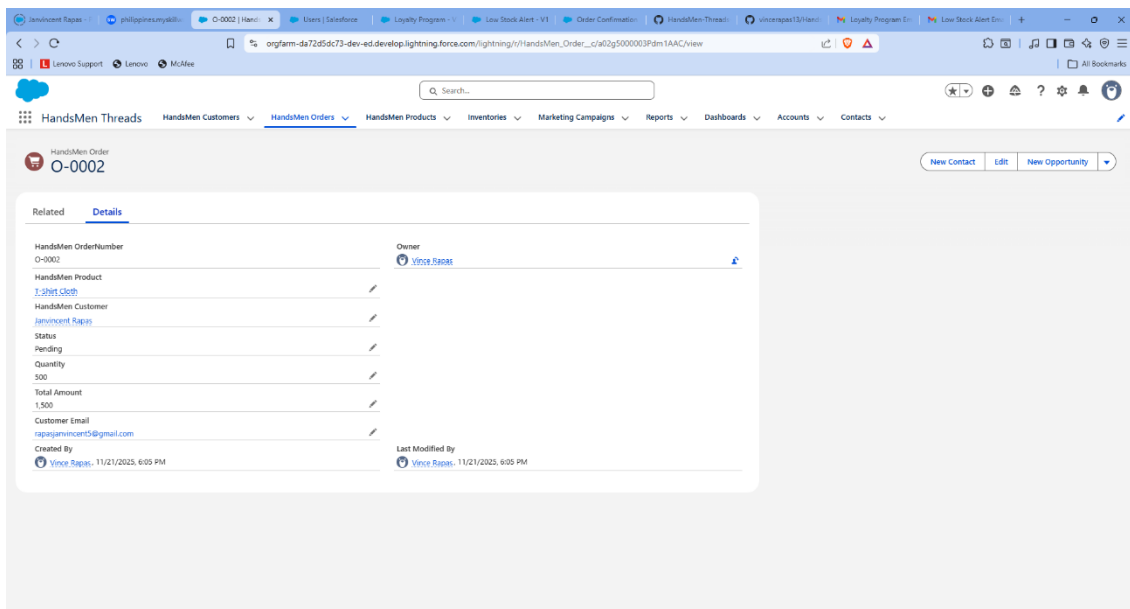 Janvincent Rapas -
philippines.myskillw
O-0002 | Hands
Users | Salesforce
Loyalty Program - V
Low Stock Alert - V1
Order Confirmation
HandsMen-Threads
vincerapas13/Hands
Loyalty Program Em
Low Stock Alert Ema
orgfarm-da72d5dc73-dev-ed.develop.lightning.force.com/lightning/r/HandsMen_Order__c/a02g5000003Pdm1AAC/view
Lenovo Support
Lenovo
McAfee
All Bookmarks
Search...
HandsMen Threads
HandsMen Customers
HandsMen Orders
HandsMen Products
Inventories
Marketing Campaigns
Reports
Dashboards
Accounts
Contacts
HandsMen Order
O-0002
New Contact
Edit
New Opportunity
Related
Details
HandsMen OrderNumber
O-0002
Owner
Vince Rapas
HandsMen Product
T-Shirt Cloth
HandsMen Customer
Janvincent Rapas
Status
Pending
Quantity
500
Total Amount
1,500
Customer Email
rapasjanvincent5@gmail.com
Created By
Vince Rapas, 11/21/2025, 6:05 PM
Last Modified By
Vince Rapas, 11/21/2025, 6:05 PM